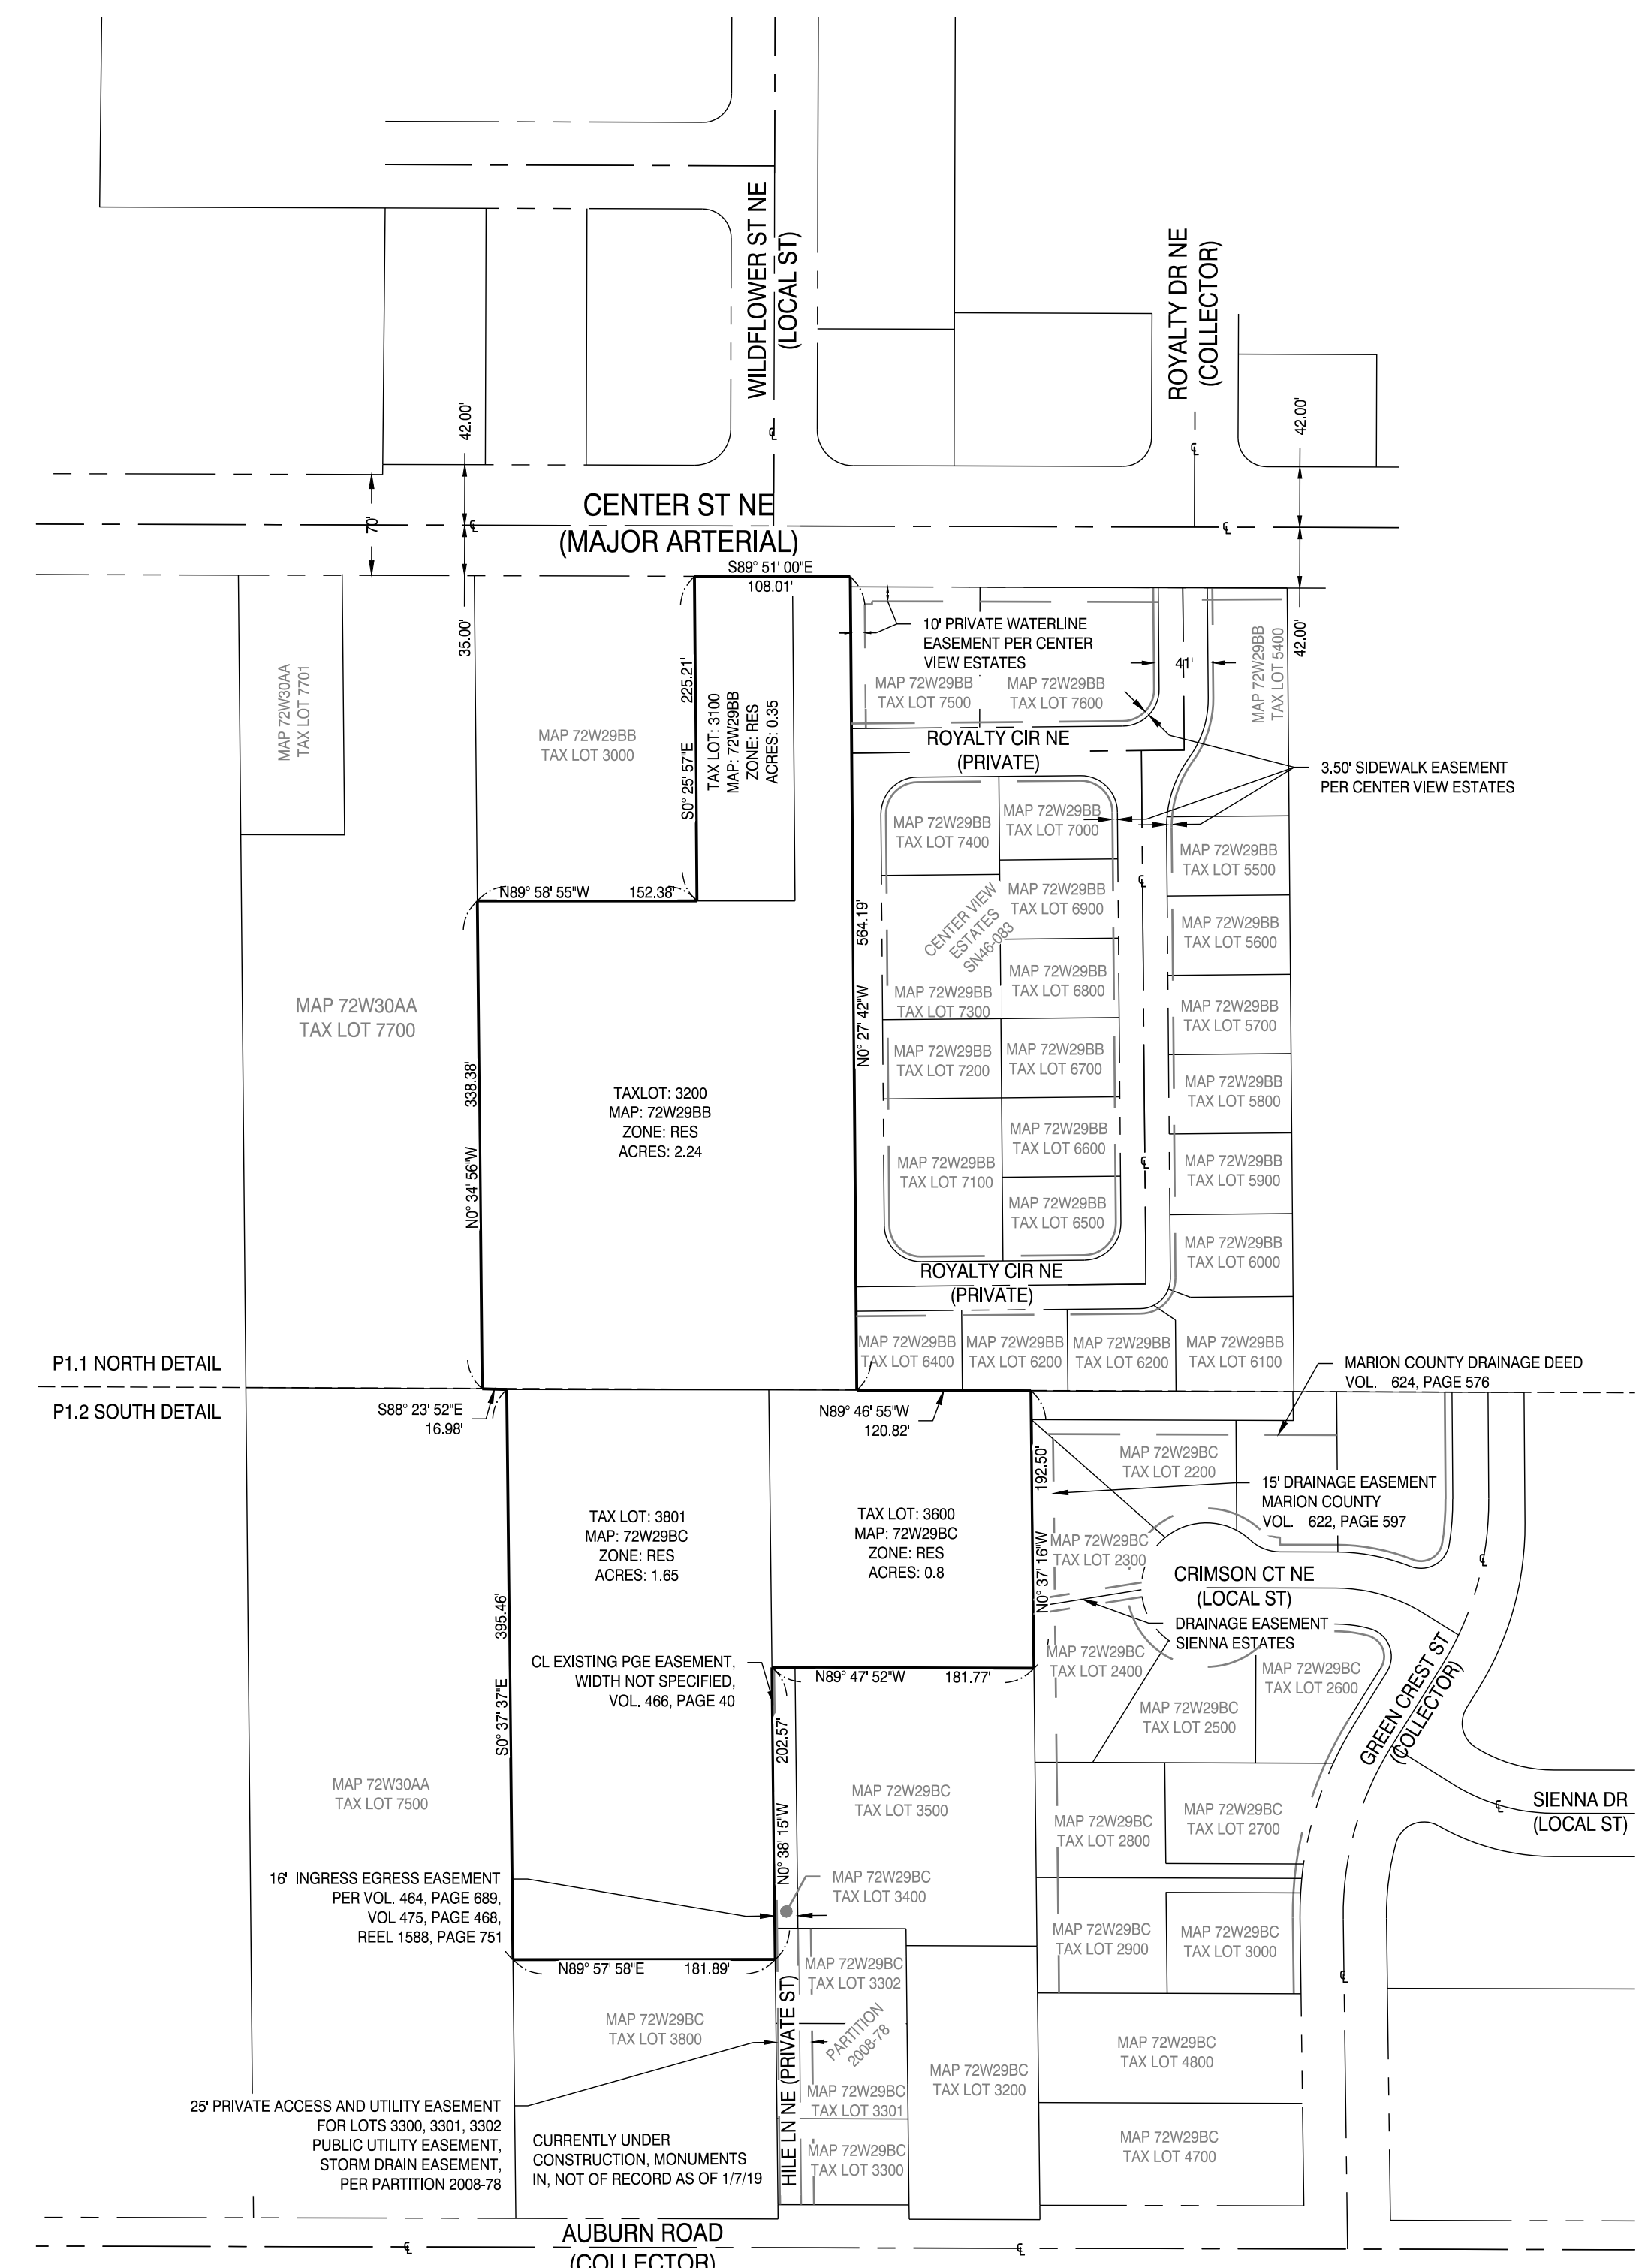 WILDFLOWER ST NE
(LOCAL ST)
ROYALTY DR NE
(COLLECTOR)
42.00'
42.00'
70'
CENTER ST NE
(MAJOR ARTERIAL)
S89° 51' 00"E
108.01'
35.00'
42.00'
MAP 72W30AA
TAX LOT 7701
MAP 72W29BB
TAX LOT 3000
225.21'
S0° 25' 57"E
TAX LOT: 3100
MAP: 72W29BB
ZONE: RES
ACRES: 0.35
10' PRIVATE WATERLINE
EASEMENT PER CENTER
VIEW ESTATES
41'
MAP 72W29BB
TAX LOT 5400
MAP 72W29BB
TAX LOT 7500
MAP 72W29BB
TAX LOT 7600
ROYALTY CIR NE
(PRIVATE)
3.50' SIDEWALK EASEMENT
PER CENTER VIEW ESTATES
MAP 72W29BB
TAX LOT 7400
MAP 72W29BB
TAX LOT 7000
MAP 72W29BB
TAX LOT 5500
N89° 58' 55"W 152.38'
MAP 72W29BB
TAX LOT 6900
CENTER VIEW
ESTATES
SN46-083
564.19'
N0° 27' 42"W
MAP 72W29BB
TAX LOT 5600
MAP 72W29BB
TAX LOT 6800
MAP 72W29BB
TAX LOT 7300
MAP 72W30AA
TAX LOT 7700
MAP 72W29BB
TAX LOT 5700
MAP 72W29BB
TAX LOT 7200
MAP 72W29BB
TAX LOT 6700
338.38'
N0° 34' 56"W
TAXLOT: 3200
MAP: 72W29BB
ZONE: RES
ACRES: 2.24
MAP 72W29BB
TAX LOT 5800
MAP 72W29BB
TAX LOT 6600
MAP 72W29BB
TAX LOT 7100
MAP 72W29BB
TAX LOT 5900
MAP 72W29BB
TAX LOT 6500
MAP 72W29BB
TAX LOT 6000
ROYALTY CIR NE
(PRIVATE)
MAP 72W29BB
TAX LOT 6400
MAP 72W29BB
TAX LOT 6200
MAP 72W29BB
TAX LOT 6200
MAP 72W29BB
TAX LOT 6100
P1.1 NORTH DETAIL
P1.2 SOUTH DETAIL
MARION COUNTY DRAINAGE DEED
VOL. 624, PAGE 576
S88° 23' 52"E
16.98'
N89° 46' 55"W
120.82'
192.50'
N0° 37' 16"W
MAP 72W29BC
TAX LOT 2200
15' DRAINAGE EASEMENT
MARION COUNTY
VOL. 622, PAGE 597
TAX LOT: 3801
MAP: 72W29BC
ZONE: RES
ACRES: 1.65
TAX LOT: 3600
MAP: 72W29BC
ZONE: RES
ACRES: 0.8
MAP 72W29BC
TAX LOT 2300
CRIMSON CT NE
(LOCAL ST)
DRAINAGE EASEMENT
SIENNA ESTATES
395.46'
S0° 37' 37"E
MAP 72W29BC
TAX LOT 2400
MAP 72W29BC
TAX LOT 2600
CL EXISTING PGE EASEMENT,
WIDTH NOT SPECIFIED,
VOL. 466, PAGE 40
N89° 47' 52"W 181.77'
MAP 72W29BC
TAX LOT 2500
GREEN CREST ST
(COLLECTOR)
202.57'
N0° 38' 15"W
MAP 72W30AA
TAX LOT 7500
MAP 72W29BC
TAX LOT 3500
MAP 72W29BC
TAX LOT 2800
MAP 72W29BC
TAX LOT 2700
SIENNA DR
(LOCAL ST)
16' INGRESS EGRESS EASEMENT
PER VOL. 464, PAGE 689,
VOL 475, PAGE 468,
REEL 1588, PAGE 751
MAP 72W29BC
TAX LOT 3400
MAP 72W29BC
TAX LOT 2900
MAP 72W29BC
TAX LOT 3000
N89° 57' 58"E 181.89'
MAP 72W29BC
TAX LOT 3302
MAP 72W29BC
TAX LOT 3800
HILE LN NE (PRIVATE ST)
PARTITION
2008-78
MAP 72W29BC
TAX LOT 4800
MAP 72W29BC
TAX LOT 3200
MAP 72W29BC
TAX LOT 3301
25' PRIVATE ACCESS AND UTILITY EASEMENT
FOR LOTS 3300, 3301, 3302
PUBLIC UTILITY EASEMENT,
STORM DRAIN EASEMENT,
PER PARTITION 2008-78
CURRENTLY UNDER
CONSTRUCTION, MONUMENTS
IN, NOT OF RECORD AS OF 1/7/19
MAP 72W29BC
TAX LOT 3300
MAP 72W29BC
TAX LOT 4700
AUBURN ROAD
(COLLECTOR)